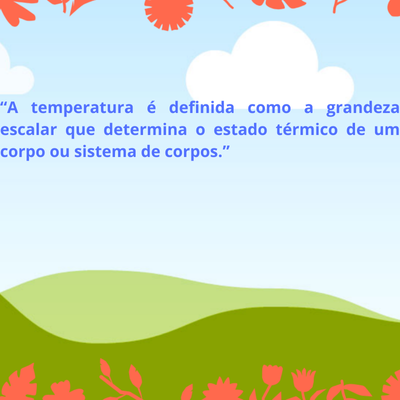 “A temperatura é definida como a grandeza
escalar que determina o estado térmico de um
corpo ou sistema de corpos.”